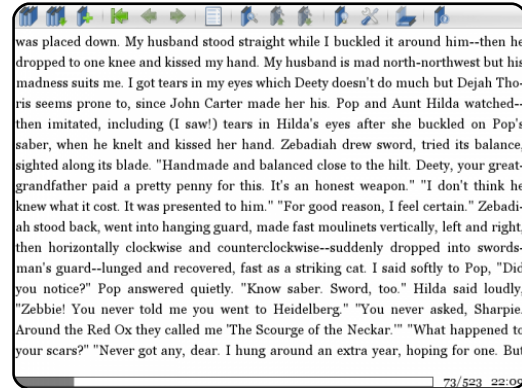 was placed down. My husband stood straight while I buckled it around him--then he
dropped to one knee and kissed my hand. My husband is mad north-northwest but his
madness suits me. I got tears in my eyes which Deety doesn't do much but Dejah Tho-
ris seems prone to, since John Carter made her his. Pop and Aunt Hilda watched--
then imitated, including (I saw!) tears in Hilda's eyes after she buckled on Pop's
saber, when he knelt and kissed her hand. Zebadiah drew sword, tried its balance,
sighted along its blade. "Handmade and balanced close to the hilt. Deety, your great-
grandfather paid a pretty penny for this. It's an honest weapon." "I don't think he
knew what it cost. It was presented to him." "For good reason, I feel certain." Zebadi-
ah stood back, went into hanging guard, made fast moulinets vertically, left and right,
then horizontally clockwise and counterclockwise--suddenly dropped into swords-
man's guard--lunged and recovered, fast as a striking cat. I said softly to Pop, "Did
you notice?" Pop answered quietly. "Know saber. Sword, too." Hilda said loudly,
"Zebbie! You never told me you went to Heidelberg." "You never asked, Sharpie.
Around the Red Ox they called me 'The Scourge of the Neckar.'" "What happened to
your scars?" "Never got any, dear. I hung around an extra year, hoping for one. But
73/523 22:09